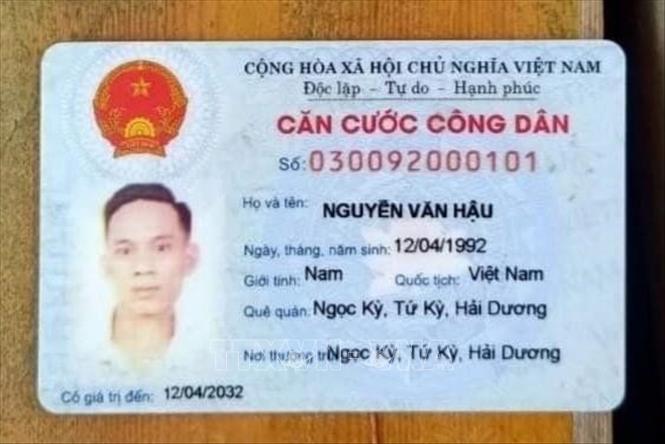 CỘNG HÒA XÃ HỘI CHỦ NGHĨA VIỆT NAM
Độc lập – Tự do – Hạnh phúc
CĂN CƯỚC CÔNG DÂN
Số: 030092000101
Họ và tên: NGUYỄN VĂN HẬU
Ngày, tháng, năm sinh: 12/04/1992
Giới tính: Nam Quốc tịch: Việt Nam
Quê quán: Ngọc Kỳ, Tứ Kỳ, Hải Dương
Nơi thường trú: Ngọc Kỳ, Tứ Kỳ, Hải Dương
Có giá trị đến: 12/04/2032